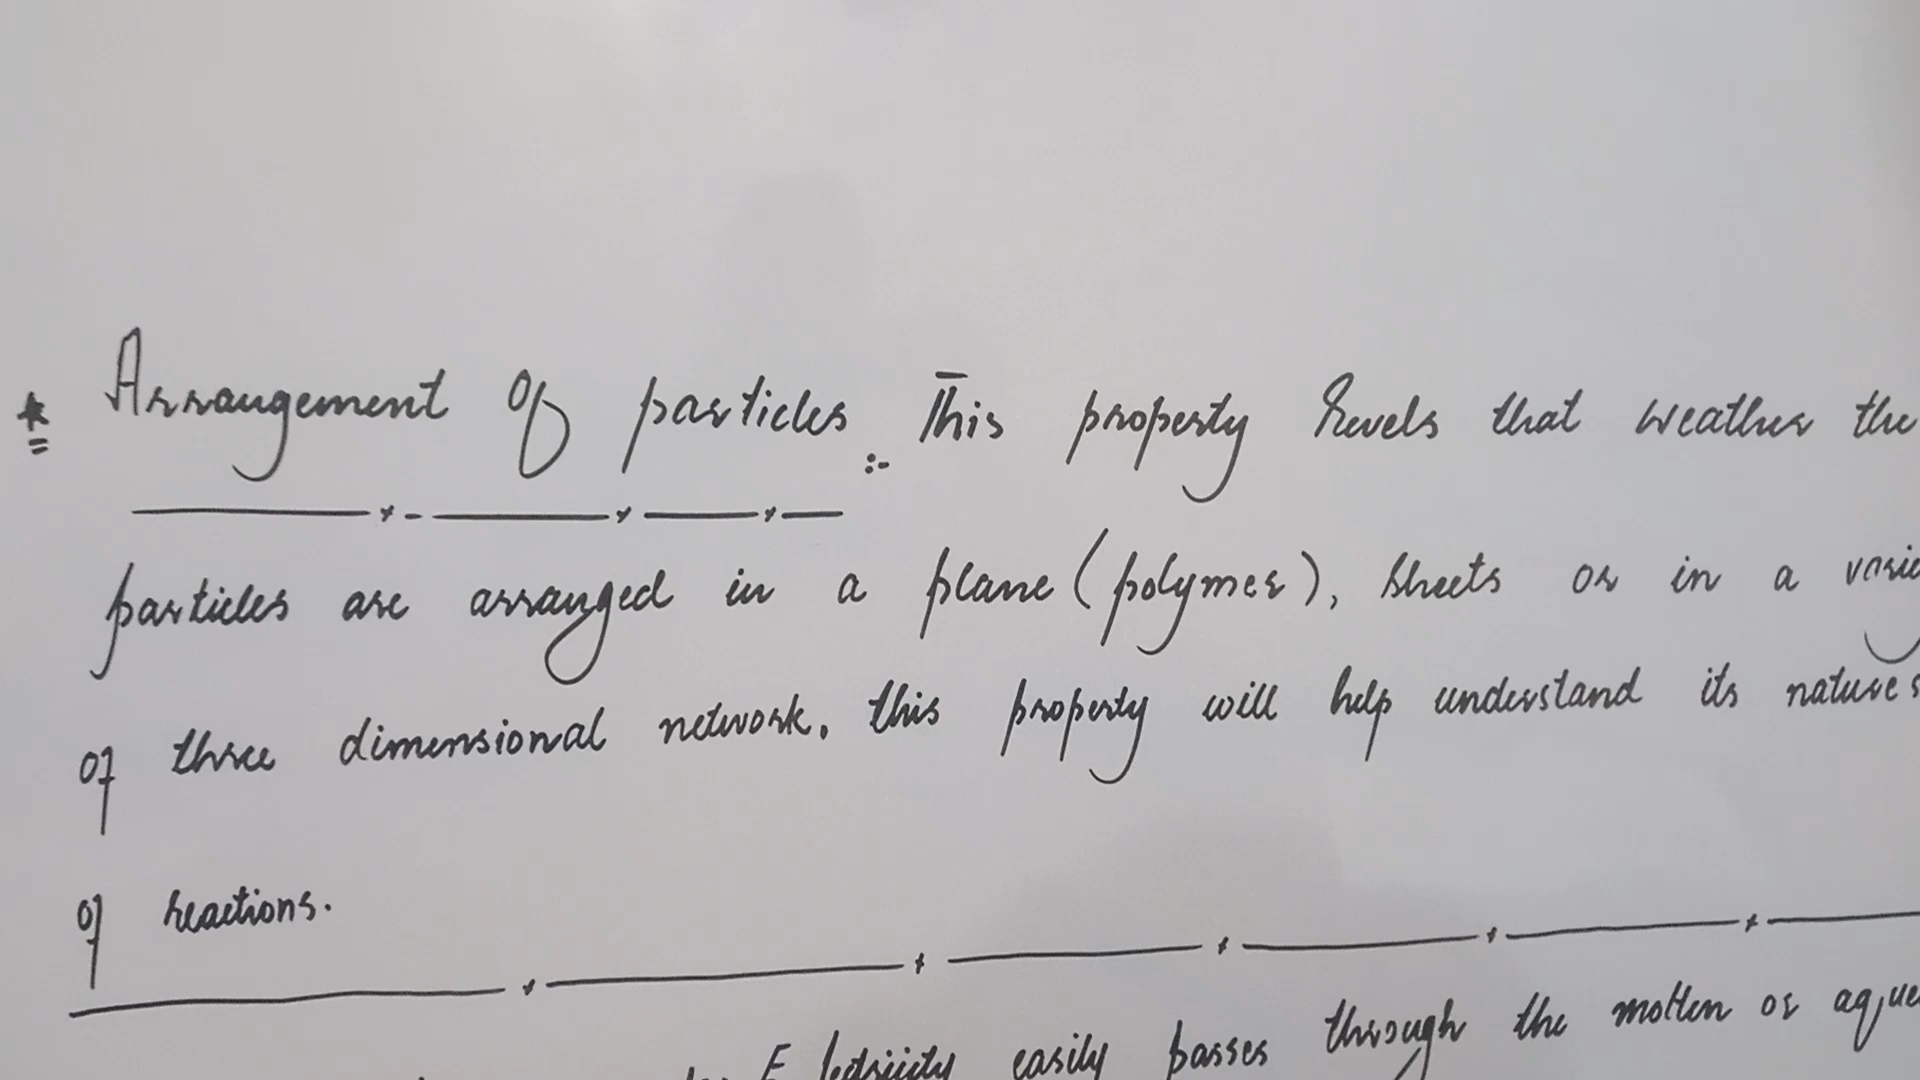 * Arrangement of particles :- This property Revels that weather the
particles are arranged in a plane (polymer), sheets or in a
of three dimensional network, this property will help understand its natures
of reactions.
Electricity easily passes through the molten or